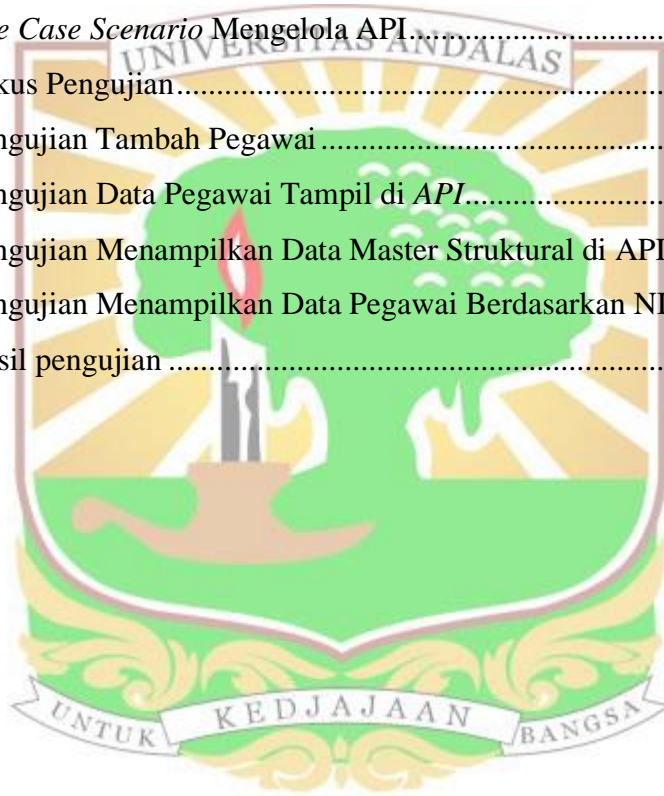 e Case Scenario Mengelola API..............................
UNIVERSITAS ANDALAS
kus Pengujian..............................................................
ngujian Tambah Pegawai..........................................
ngujian Data Pegawai Tampil di API.......................
ngujian Menampilkan Data Master Struktural di API
ngujian Menampilkan Data Pegawai Berdasarkan NI
sil pengujian...............................................................
UNTUK KEDJAJAAN BANGSA